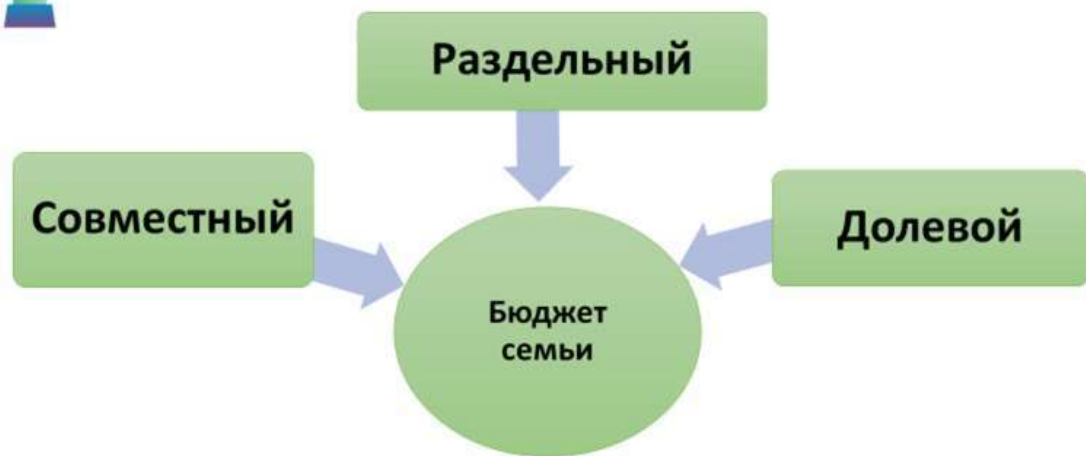 Раздельный
Совместный
Долевой
Бюджет
семьи